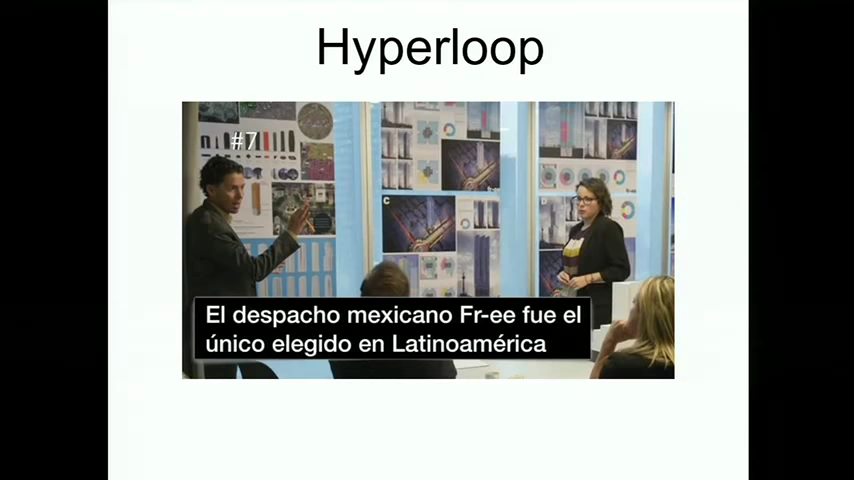 Hyperloop
#7
C
El despacho mexicano Fr-ee fue el
único elegido en Latinoamérica